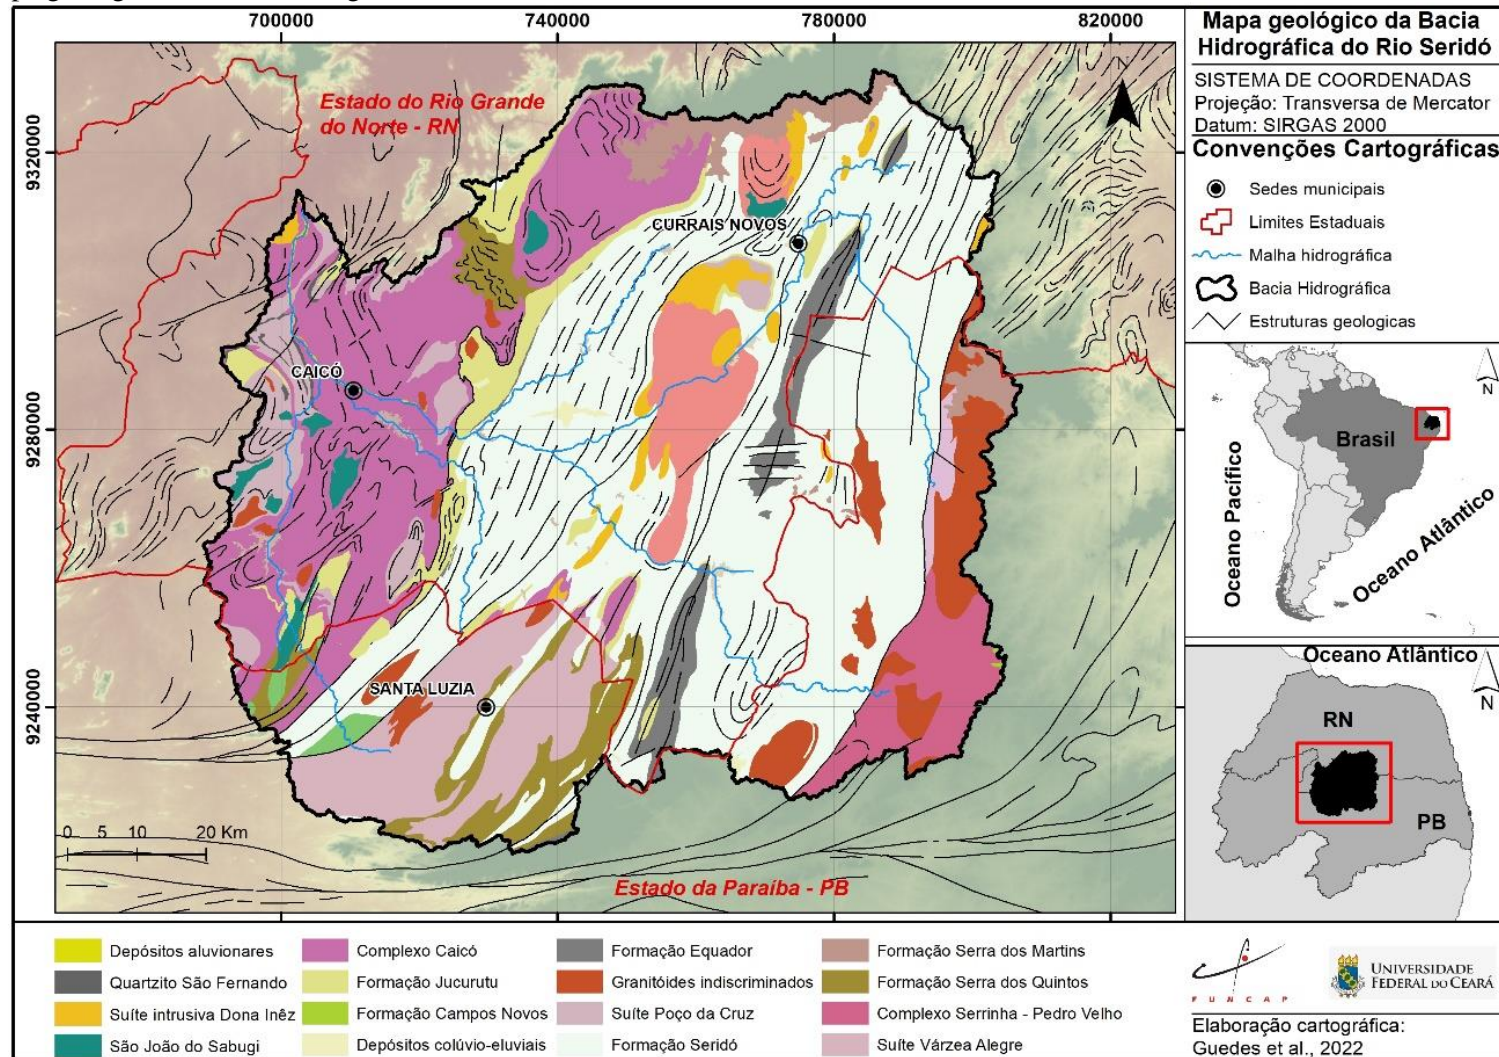 700000
740000
780000
820000
9320000
9280000
9240000
Estado do Rio Grande
do Norte - RN
CURRAIS NOVOS
CAICÓ
SANTA LUZIA
Estado da Paraíba - PB
0 5 10 20 Km
Mapa geológico da Bacia
Hidrográfica do Rio Seridó
SISTEMA DE COORDENADAS
Projeção: Transversa de Mercator
Datum: SIRGAS 2000
Convenções Cartográficas
Sedes municipais
Limites Estaduais
Malha hidrográfica
Bacia Hidrográfica
Estruturas geologicas
N
Brasil
Oceano Pacífico
Oceano Atlântico
Oceano Atlântico
N
RN
PB
Depósitos aluvionares
Quartzito São Fernando
Suíte intrusiva Dona Inêz
São João do Sabugi
Complexo Caicó
Formação Jucurutu
Formação Campos Novos
Depósitos colúvio-eluviais
Formação Equador
Granitóides indiscriminados
Suíte Poço da Cruz
Formação Seridó
Formação Serra dos Martins
Formação Serra dos Quintos
Complexo Serrinha - Pedro Velho
Suíte Várzea Alegre
FUNCAP
UNIVERSIDADE
FEDERAL DO CEARÁ
Elaboração cartográfica:
Guedes et al., 2022